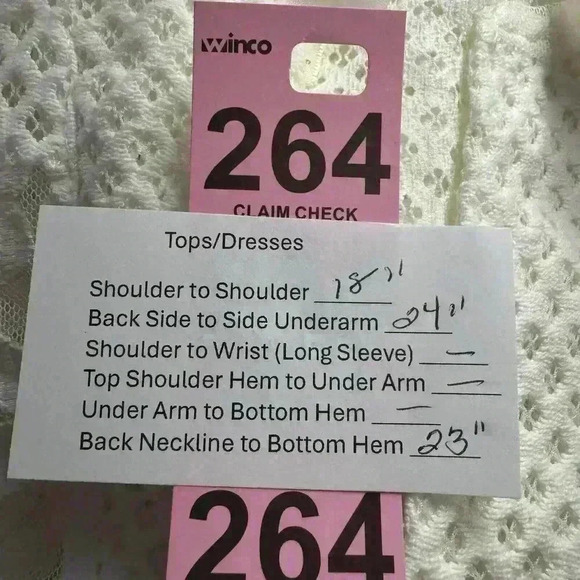 winco
264
CLAIM CHECK
Tops/Dresses
Shoulder to Shoulder 18"
Back Side to Side Underarm 24"
Shoulder to Wrist (Long Sleeve) —
Top Shoulder Hem to Under Arm —
Under Arm to Bottom Hem —
Back Neckline to Bottom Hem 23"
264